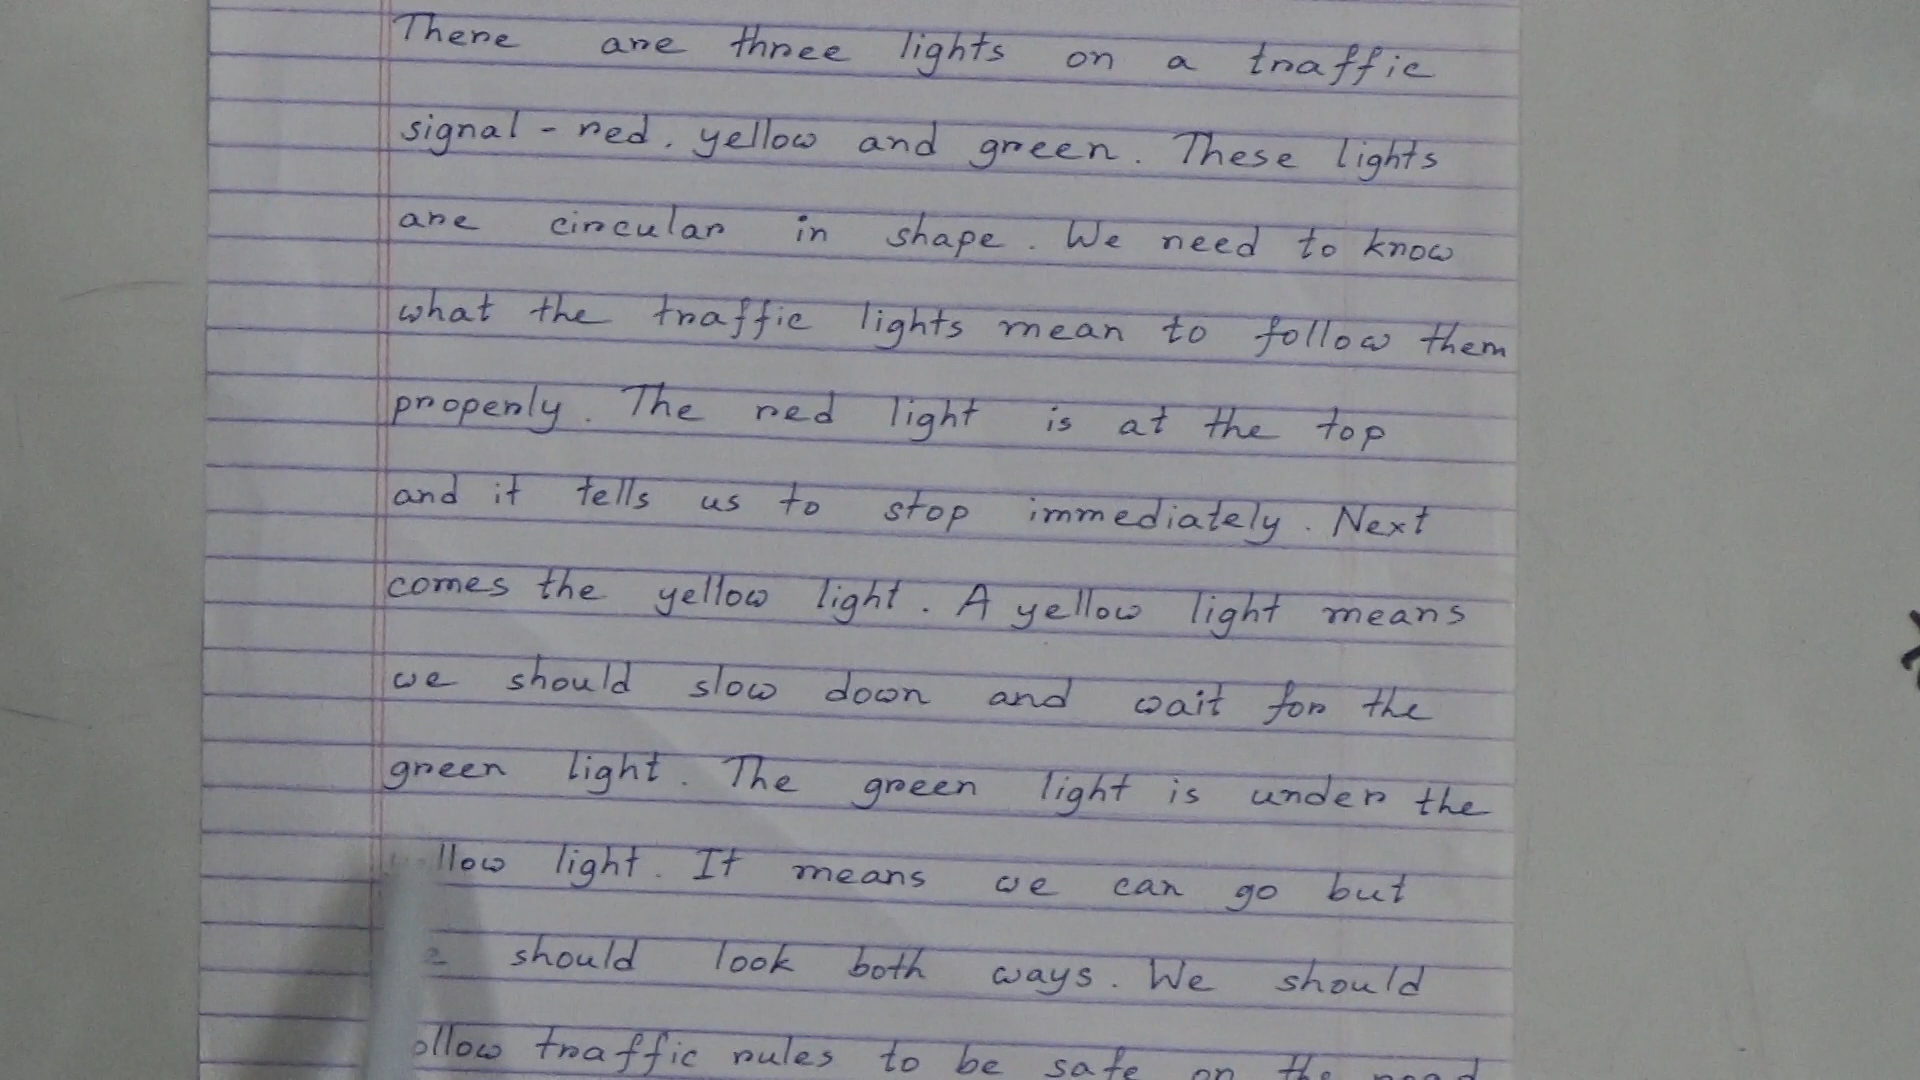 There are three lights on a traffic
signal - red, yellow and green. These lights
are circular in shape. We need to know
what the traffic lights mean to follow them
properly. The red light is at the top
and it tells us to stop immediately. Next
comes the yellow light. A yellow light means
we should slow down and wait for the
green light. The green light is under the
llow light. It means we can go but
should look both ways. We should
ollow traffic rules to be safe on the road